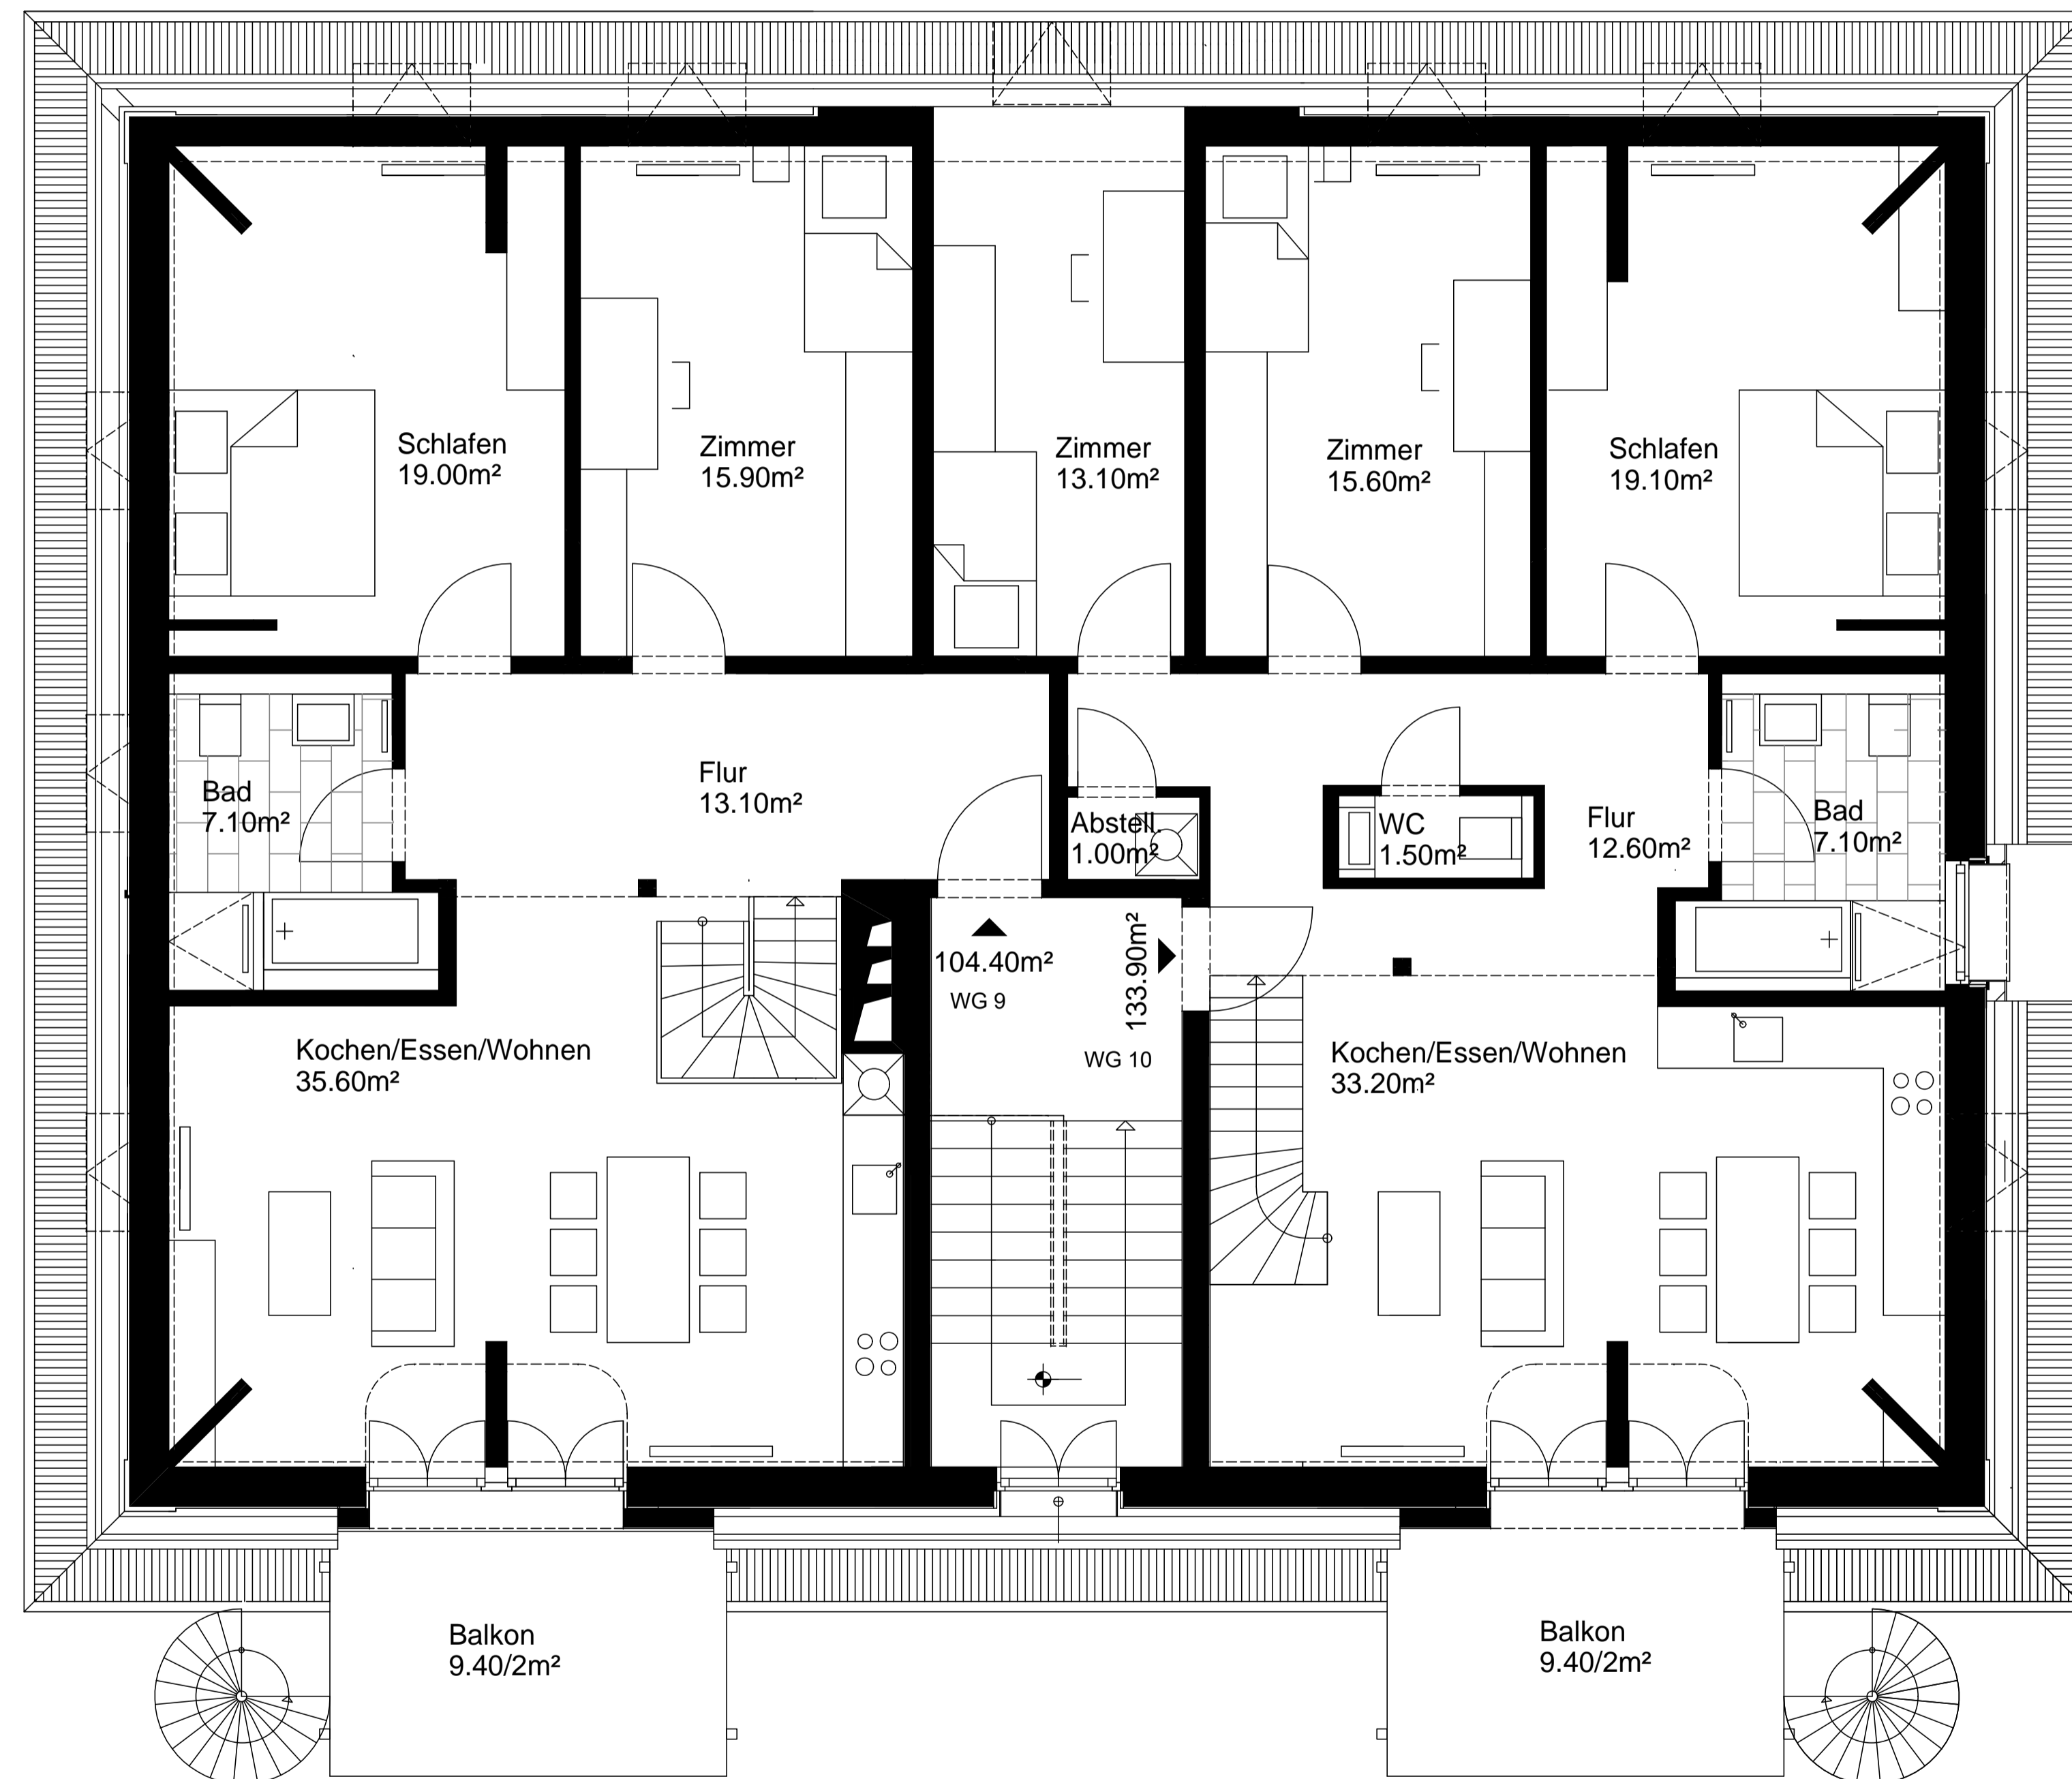 Schlafen
19.00m²
Zimmer
15.90m²
Zimmer
13.10m²
Zimmer
15.60m²
Schlafen
19.10m²
Bad
7.10m²
Flur
13.10m²
Abstell.
1.00m²
WC
1.50m²
Flur
12.60m²
Bad
7.10m²
104.40m²
WG 9
133.90m²
WG 10
Kochen/Essen/Wohnen
35.60m²
Kochen/Essen/Wohnen
33.20m²
Balkon
9.40/2m²
Balkon
9.40/2m²